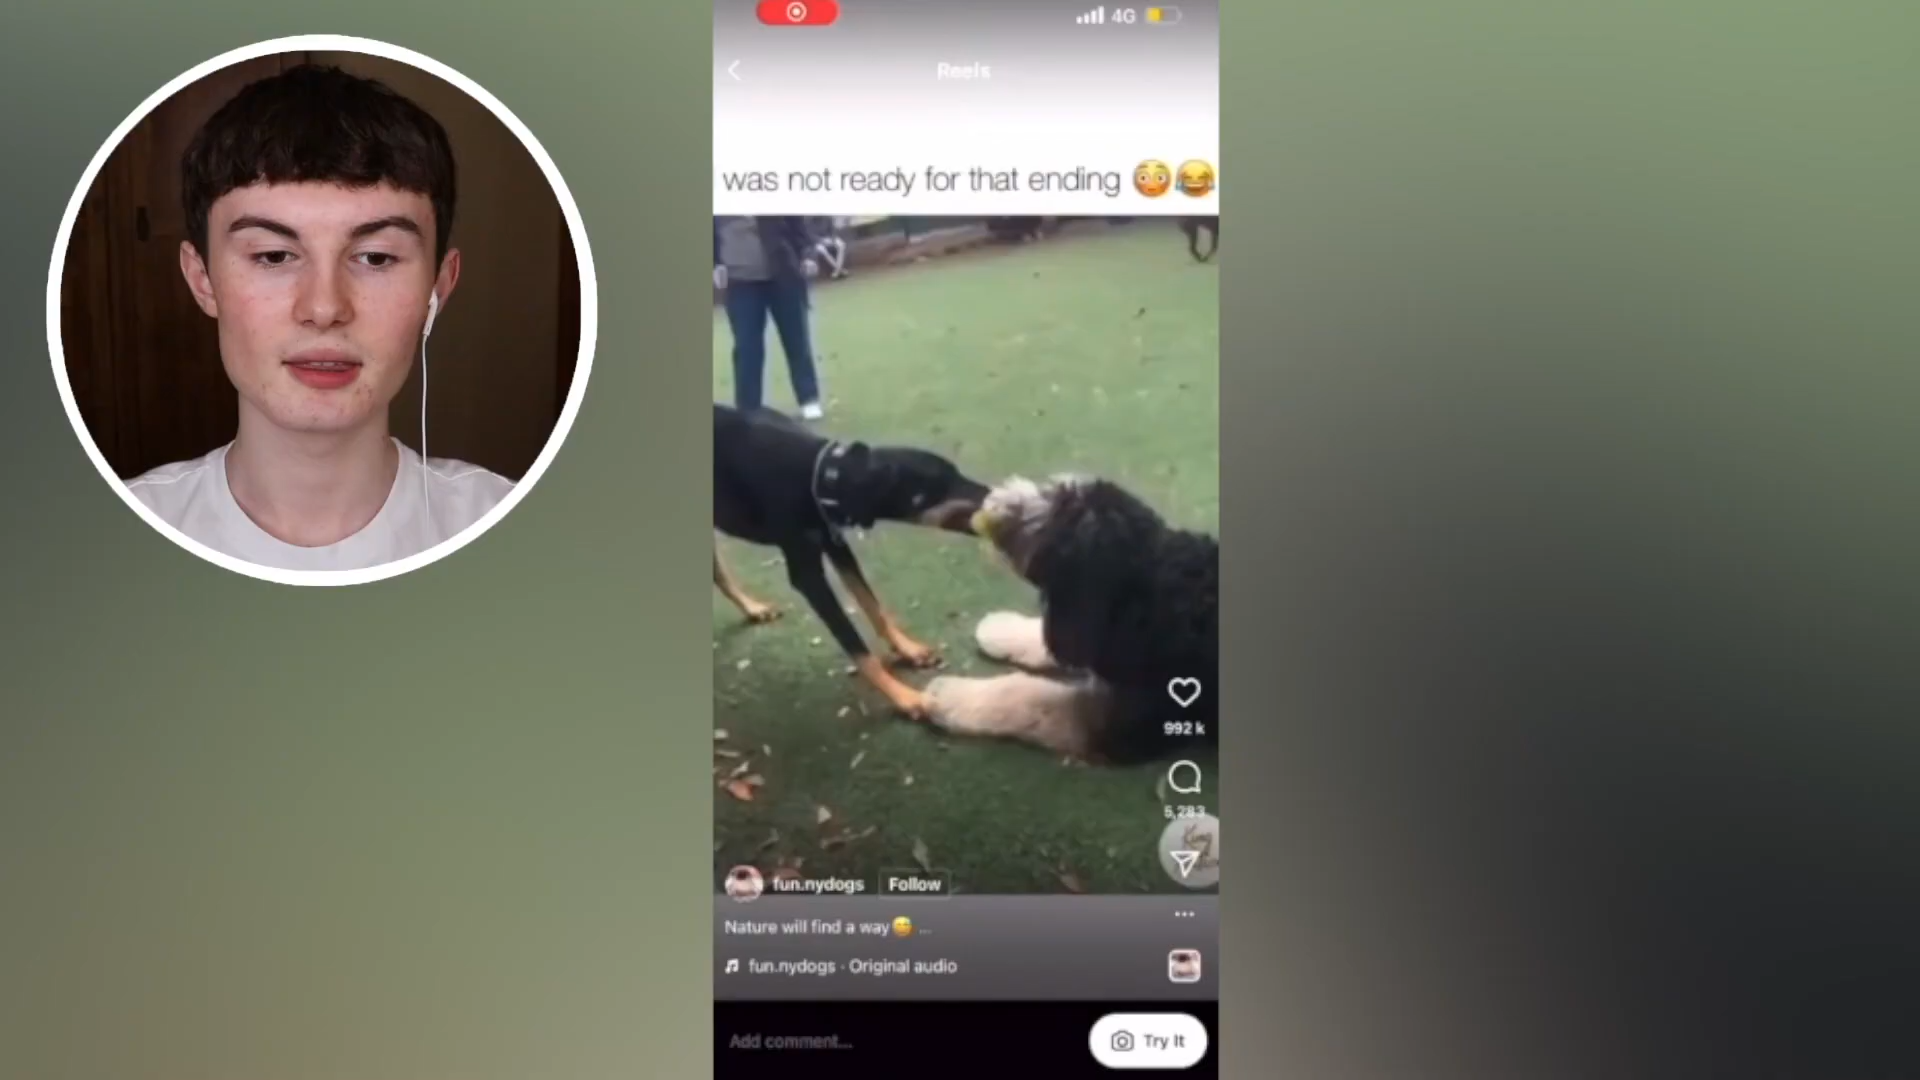 4G
Reels
was not ready for that ending 😳😂
992 k
5,283
King
fun.nydogs Follow
Nature will find a way😅 ...
fun.nydogs · Original audio
Add comment...
Try It